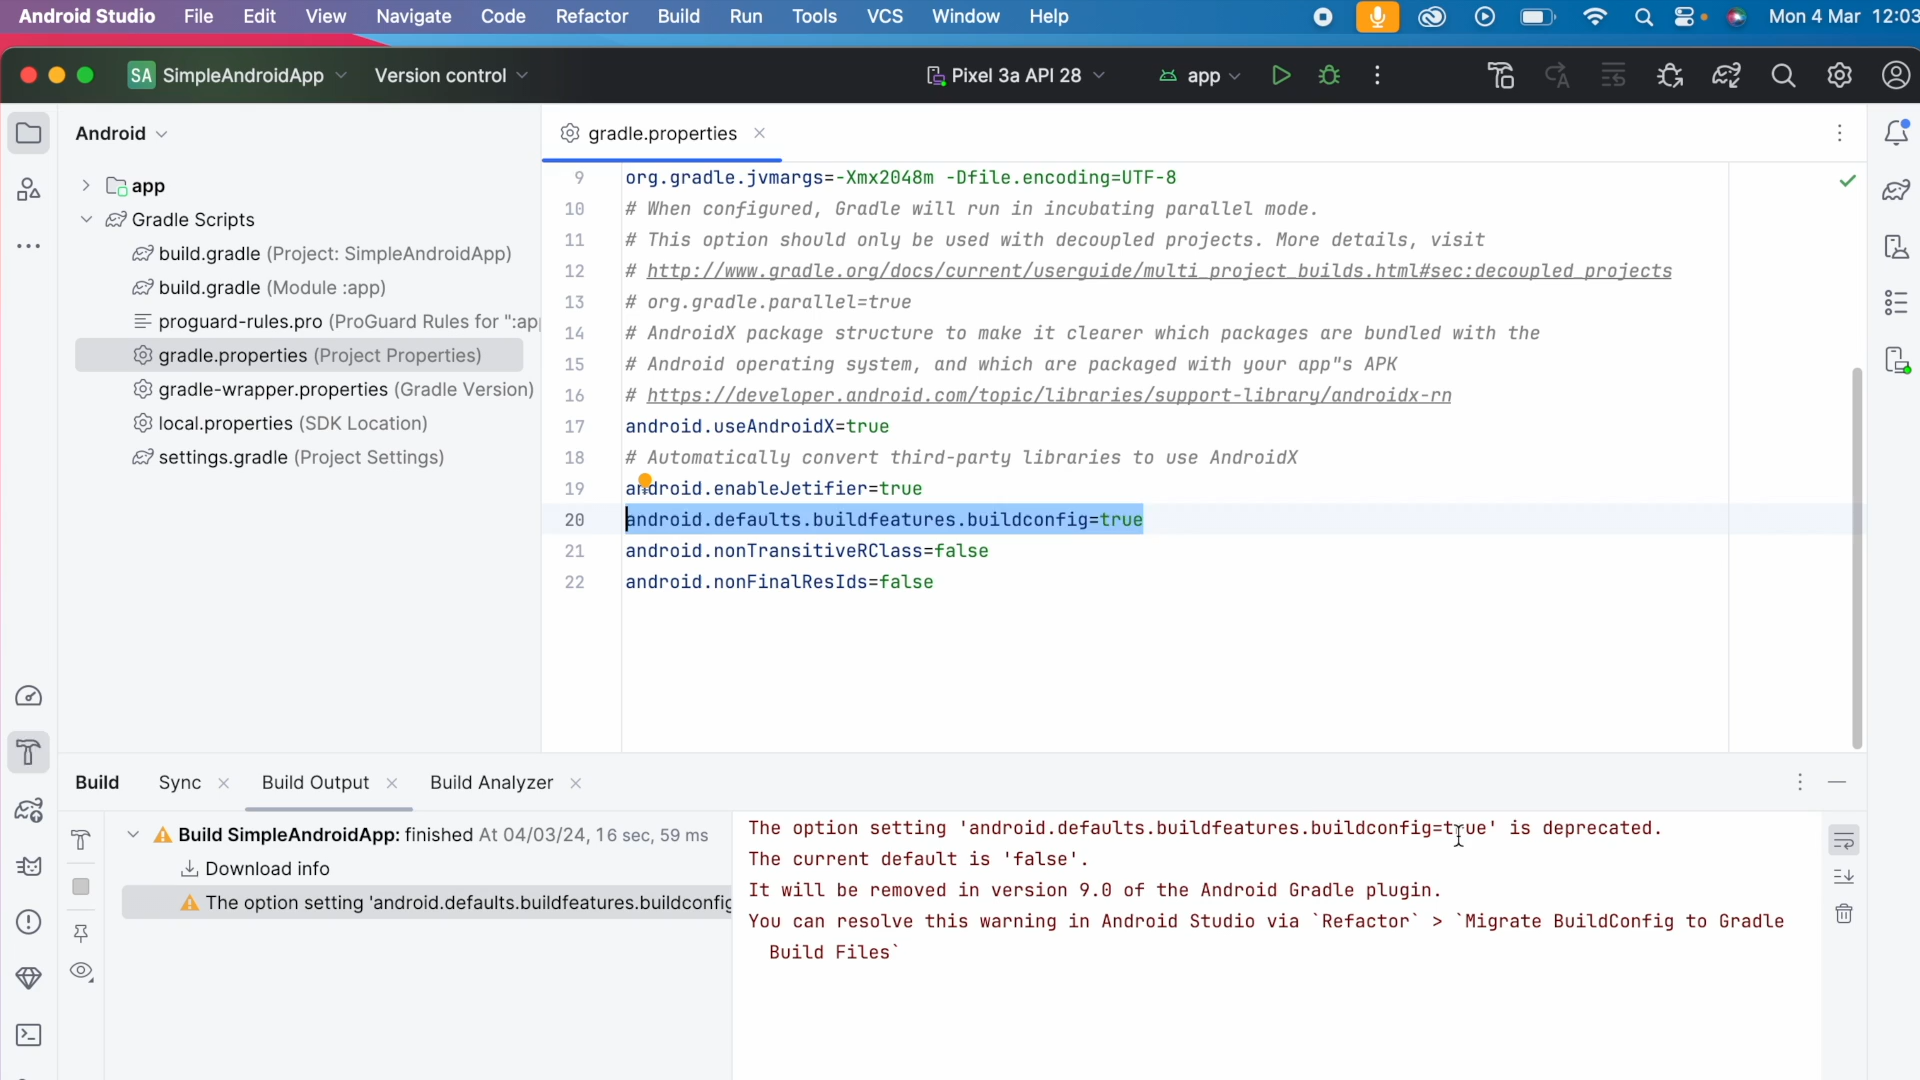 Android Studio File Edit View Navigate Code Refactor Build Run Tools VCS Window Help Mon 4 Mar 12:03
SA SimpleAndroidApp Version control Pixel 3a API 28 app
Android
app
Gradle Scripts
build.gradle (Project: SimpleAndroidApp)
build.gradle (Module :app)
proguard-rules.pro (ProGuard Rules for ":app
gradle.properties (Project Properties)
gradle-wrapper.properties (Gradle Version)
local.properties (SDK Location)
settings.gradle (Project Settings)
gradle.properties
9 org.gradle.jvmargs=-Xmx2048m -Dfile.encoding=UTF-8
10 # When configured, Gradle will run in incubating parallel mode.
11 # This option should only be used with decoupled projects. More details, visit
12 # http://www.gradle.org/docs/current/userguide/multi_project_builds.html#sec:decoupled_projects
13 # org.gradle.parallel=true
14 # AndroidX package structure to make it clearer which packages are bundled with the
15 # Android operating system, and which are packaged with your app"s APK
16 # https://developer.android.com/topic/libraries/support-library/androidx-rn
17 android.useAndroidX=true
18 # Automatically convert third-party libraries to use AndroidX
19 android.enableJetifier=true
20 android.defaults.buildfeatures.buildconfig=true
21 android.nonTransitiveRClass=false
22 android.nonFinalResIds=false
Build Sync Build Output Build Analyzer
Build SimpleAndroidApp: finished At 04/03/24, 16 sec, 59 ms
Download info
The option setting 'android.defaults.buildfeatures.buildconfig
The option setting 'android.defaults.buildfeatures.buildconfig=true' is deprecated.
The current default is 'false'.
It will be removed in version 9.0 of the Android Gradle plugin.
You can resolve this warning in Android Studio via `Refactor` > `Migrate BuildConfig to Gradle
Build Files`